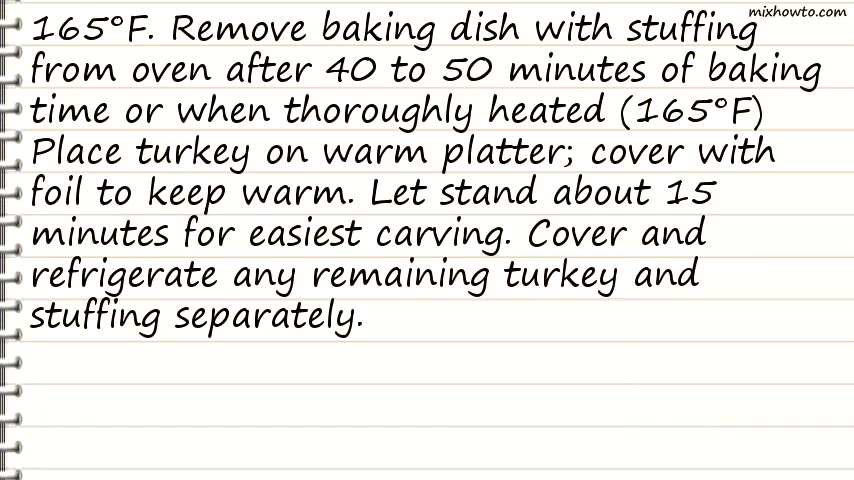 mixhowto.com
165°F. Remove baking dish with stuffing
from oven after 40 to 50 minutes of baking
time or when thoroughly heated (165°F)
Place turkey on warm platter; cover with
foil to keep warm. Let stand about 15
minutes for easiest carving. Cover and
refrigerate any remaining turkey and
stuffing separately.